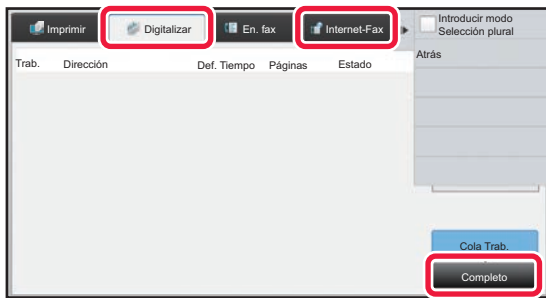 Imprimir Digitalizar En. fax Internet-Fax
Introducir modo
Selección plural
Atrás
Trab. Dirección Def. Tiempo Páginas Estado
Cola Trab.
Completo